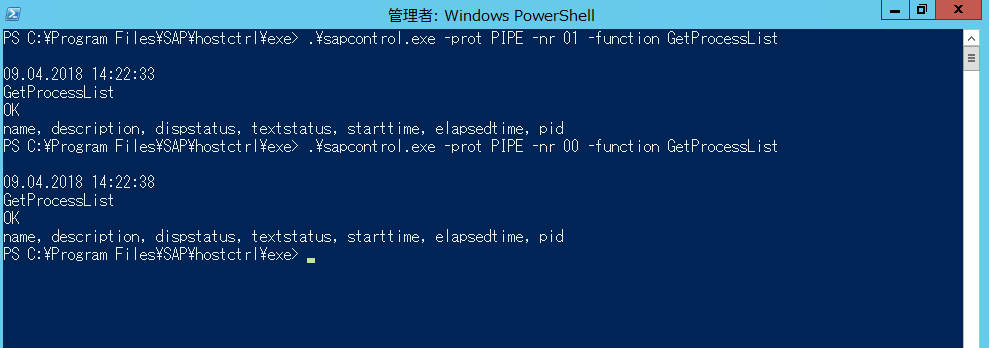 管理者: Windows PowerShell
PS C:¥Program Files¥SAP¥hostctrl¥exe> .¥sapcontrol.exe -prot PIPE -nr 01 -function GetProcessList
09.04.2018 14:22:33
GetProcessList
OK
name, description, dispstatus, textstatus, starttime, elapsedtime, pid
PS C:¥Program Files¥SAP¥hostctrl¥exe> .¥sapcontrol.exe -prot PIPE -nr 00 -function GetProcessList
09.04.2018 14:22:38
GetProcessList
OK
name, description, dispstatus, textstatus, starttime, elapsedtime, pid
PS C:¥Program Files¥SAP¥hostctrl¥exe>